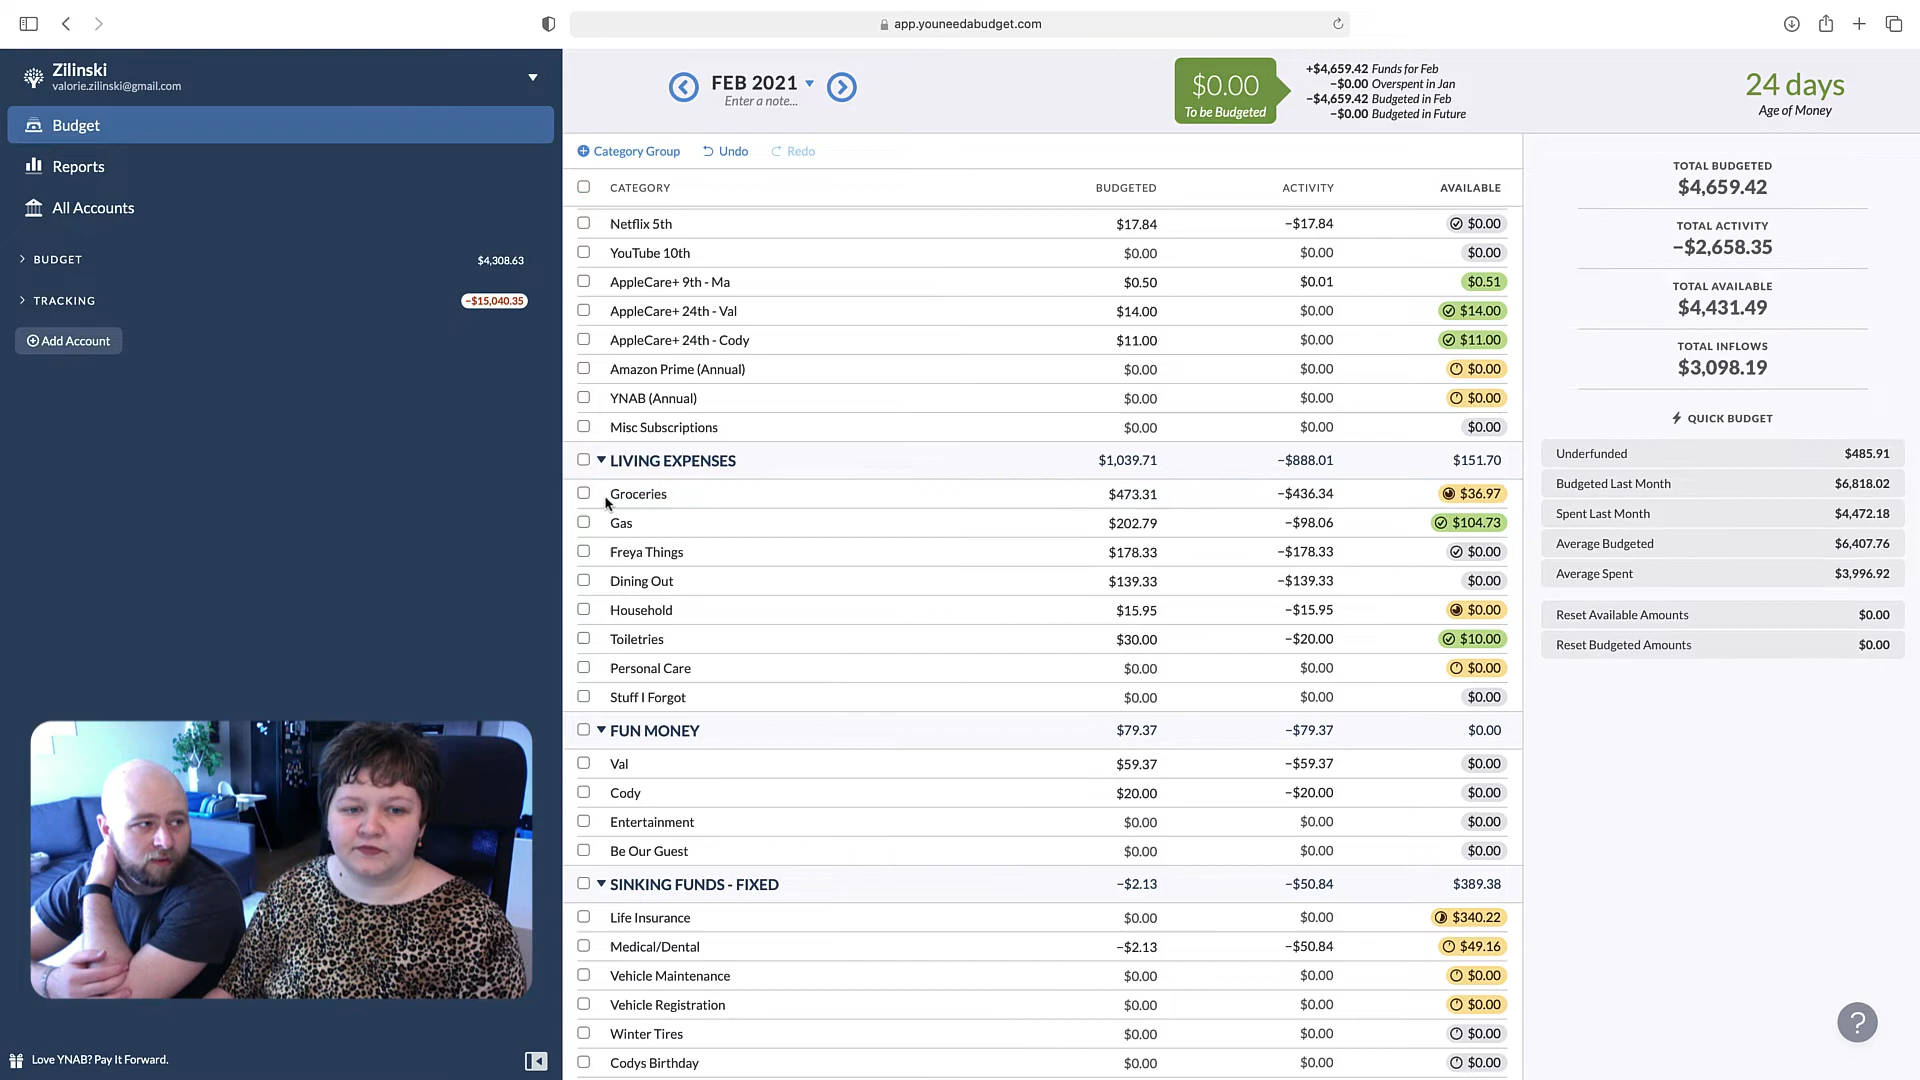 app.youneedabudget.com
Zilinski
valorie.zilinski@gmail.com
Budget
Reports
All Accounts
BUDGET $4,308.63
TRACKING −$15,040.35
Add Account
Love YNAB? Pay It Forward.
FEB 2021
Enter a note...
$0.00
To be Budgeted
+$4,659.42 Funds for Feb
−$0.00 Overspent in Jan
−$4,659.42 Budgeted in Feb
−$0.00 Budgeted in Future
24 days
Age of Money
Category Group Undo Redo
CATEGORY BUDGETED ACTIVITY AVAILABLE
Netflix 5th $17.84 −$17.84 $0.00
YouTube 10th $0.00 $0.00 $0.00
AppleCare+ 9th - Ma $0.50 $0.01 $0.51
AppleCare+ 24th - Val $14.00 $0.00 $14.00
AppleCare+ 24th - Cody $11.00 $0.00 $11.00
Amazon Prime (Annual) $0.00 $0.00 $0.00
YNAB (Annual) $0.00 $0.00 $0.00
Misc Subscriptions $0.00 $0.00 $0.00
LIVING EXPENSES $1,039.71 −$888.01 $151.70
Groceries $473.31 −$436.34 $36.97
Gas $202.79 −$98.06 $104.73
Freya Things $178.33 −$178.33 $0.00
Dining Out $139.33 −$139.33 $0.00
Household $15.95 −$15.95 $0.00
Toiletries $30.00 −$20.00 $10.00
Personal Care $0.00 $0.00 $0.00
Stuff I Forgot $0.00 $0.00 $0.00
FUN MONEY $79.37 −$79.37 $0.00
Val $59.37 −$59.37 $0.00
Cody $20.00 −$20.00 $0.00
Entertainment $0.00 $0.00 $0.00
Be Our Guest $0.00 $0.00 $0.00
SINKING FUNDS - FIXED −$2.13 −$50.84 $389.38
Life Insurance $0.00 $0.00 $340.22
Medical/Dental −$2.13 −$50.84 $49.16
Vehicle Maintenance $0.00 $0.00 $0.00
Vehicle Registration $0.00 $0.00 $0.00
Winter Tires $0.00 $0.00 $0.00
Codys Birthday $0.00 $0.00 $0.00
TOTAL BUDGETED
$4,659.42
TOTAL ACTIVITY
−$2,658.35
TOTAL AVAILABLE
$4,431.49
TOTAL INFLOWS
$3,098.19
QUICK BUDGET
Underfunded $485.91
Budgeted Last Month $6,818.02
Spent Last Month $4,472.18
Average Budgeted $6,407.76
Average Spent $3,996.92
Reset Available Amounts $0.00
Reset Budgeted Amounts $0.00
?